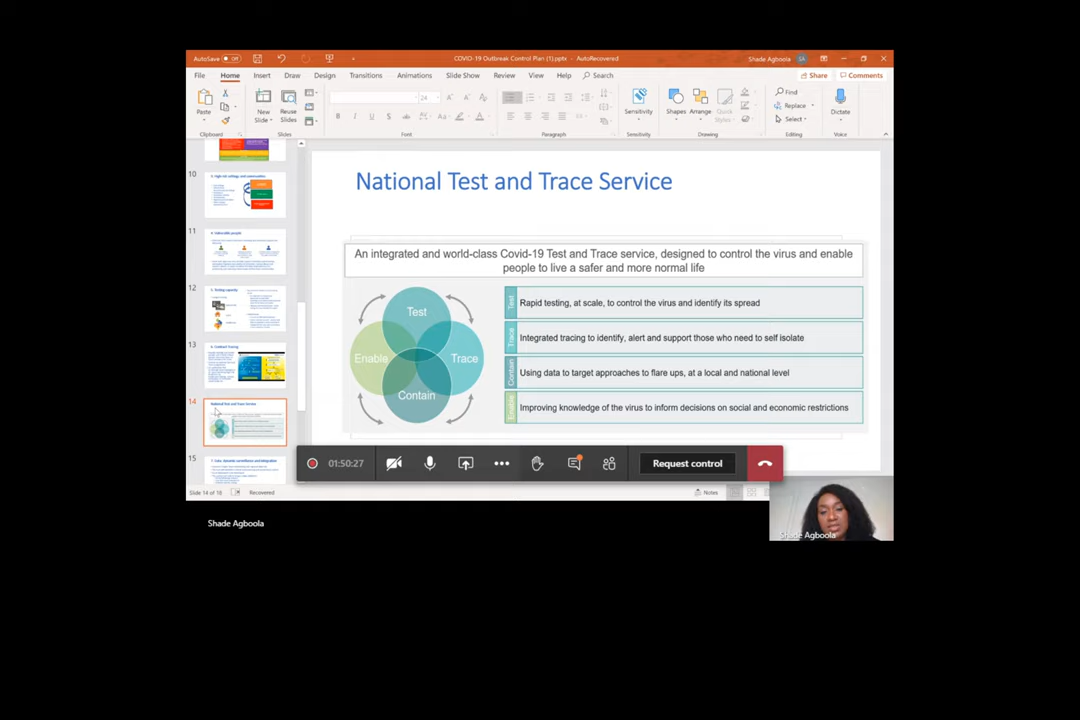 AutoSave Off
COVID-19 Outbreak Control Plan (1).pptx - AutoRecovered
Shade Agboola SA
File Home Insert Draw Design Transitions Animations Slide Show Review View Help Search
Share Comments
Paste
New Slide
Reuse Slides
24
Sensitivity
Shapes Arrange Quick Styles
Find
Replace
Select
Dictate
Clipboard Slides Font Paragraph Sensitivity Drawing Editing Voice
10
11
12
13
14
15
National Test and Trace Service
An integrated and world-class Covid-19 Test and Trace service, designed to control the virus and enable
people to live a safer and more normal life
Test
Enable
Trace
Contain
Test Rapid testing, at scale, to control the virus and identify its spread
Trace Integrated tracing to identify, alert and support those who need to self isolate
Contain Using data to target approaches to flare ups, at a local and national level
Enable Improving knowledge of the virus to inform decisions on social and economic restrictions
01:50:27
Request control
Slide 14 of 18 Recovered
Notes
Shade Agboola
Shade Agboola